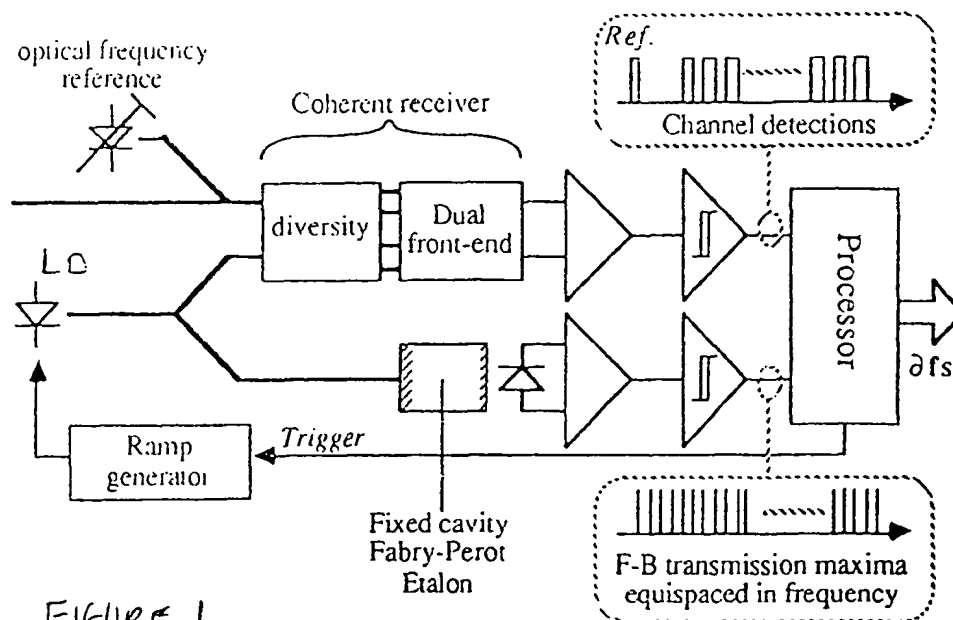 optical frequency
reference
Coherent receiver
Ref.
Channel detections
diversity
Dual
front-end
LD
Processor
∂fs
Ramp
generator
Trigger
Fixed cavity
Fabry-Perot
Etalon
F-B transmission maxima
equispaced in frequency
FIGURE 1